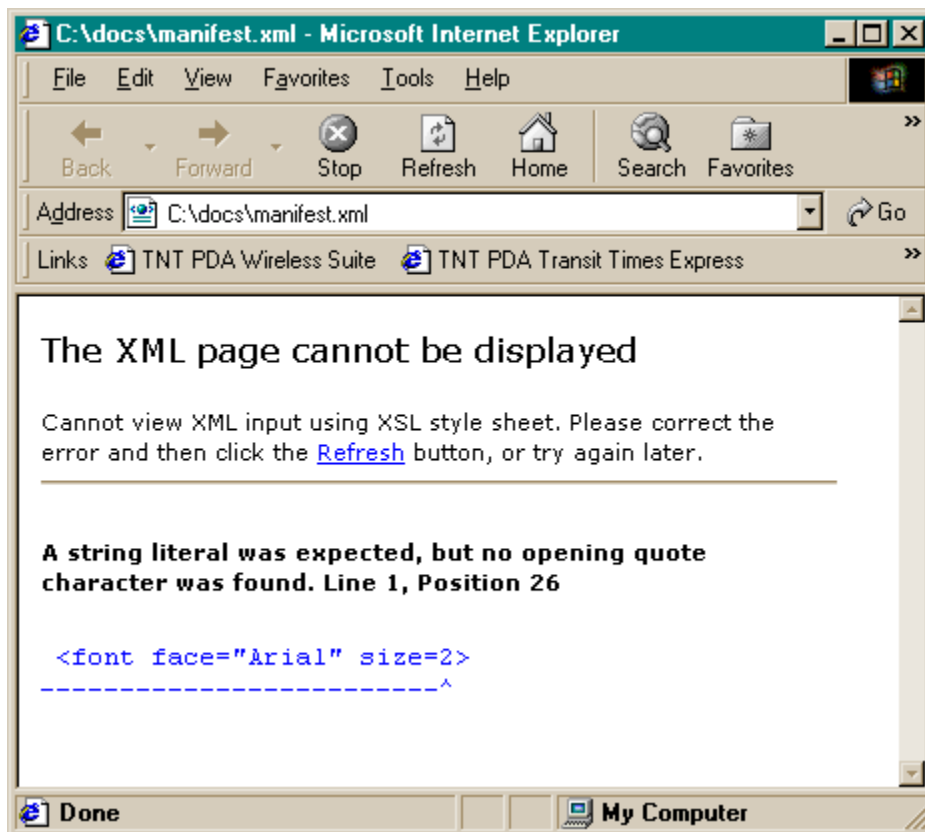 C:\docs\manifest.xml - Microsoft Internet Explorer
File Edit View Favorites Tools Help
Back Forward Stop Refresh Home Search Favorites »
Address C:\docs\manifest.xml Go
Links TNT PDA Wireless Suite TNT PDA Transit Times Express »
The XML page cannot be displayed
Cannot view XML input using XSL style sheet. Please correct the
error and then click the Refresh button, or try again later.
A string literal was expected, but no opening quote
character was found. Line 1, Position 26
<font face="Arial" size=2>
-------------------------^
Done My Computer